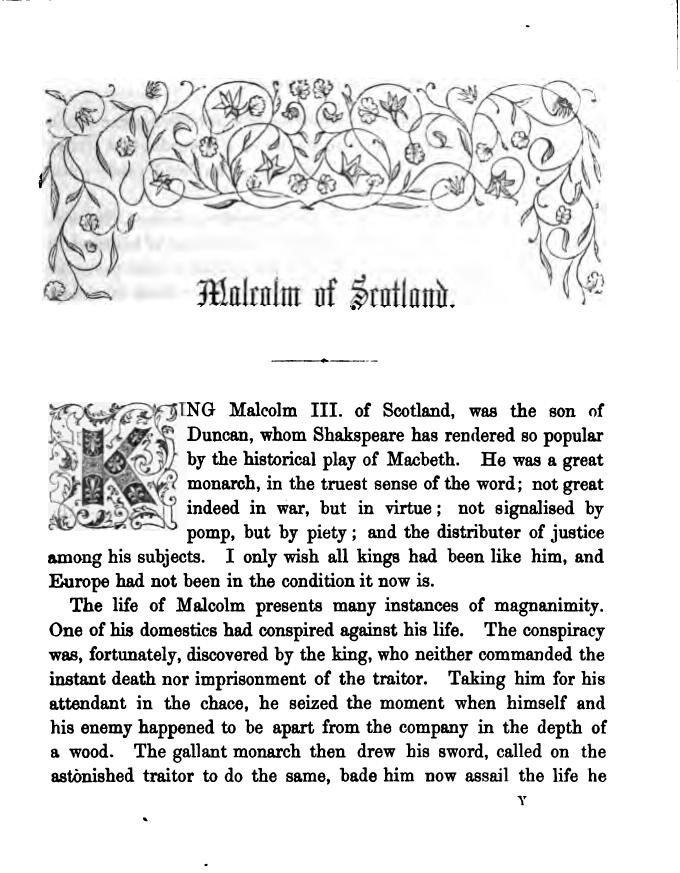 Malcolm of Scotland.
KING Malcolm III. of Scotland, was the son of
Duncan, whom Shakspeare has rendered so popular
by the historical play of Macbeth. He was a great
monarch, in the truest sense of the word; not great
indeed in war, but in virtue; not signalised by
pomp, but by piety; and the distributer of justice
among his subjects. I only wish all kings had been like him, and
Europe had not been in the condition it now is.
The life of Malcolm presents many instances of magnanimity.
One of his domestics had conspired against his life. The conspiracy
was, fortunately, discovered by the king, who neither commanded the
instant death nor imprisonment of the traitor. Taking him for his
attendant in the chace, he seized the moment when himself and
his enemy happened to be apart from the company in the depth of
a wood. The gallant monarch then drew his sword, called on the
astonished traitor to do the same, bade him now assail the life he
Y